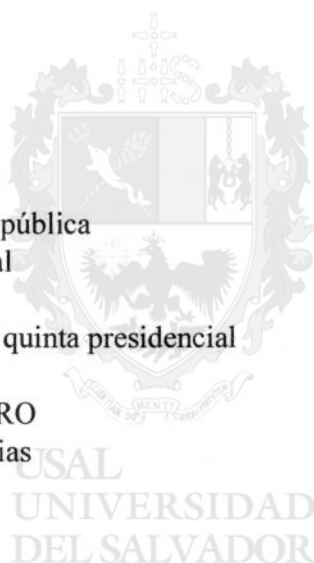 pública
al
quinta presidencial
RO
ias
USAL
UNIVERSIDAD
DEL SALVADOR